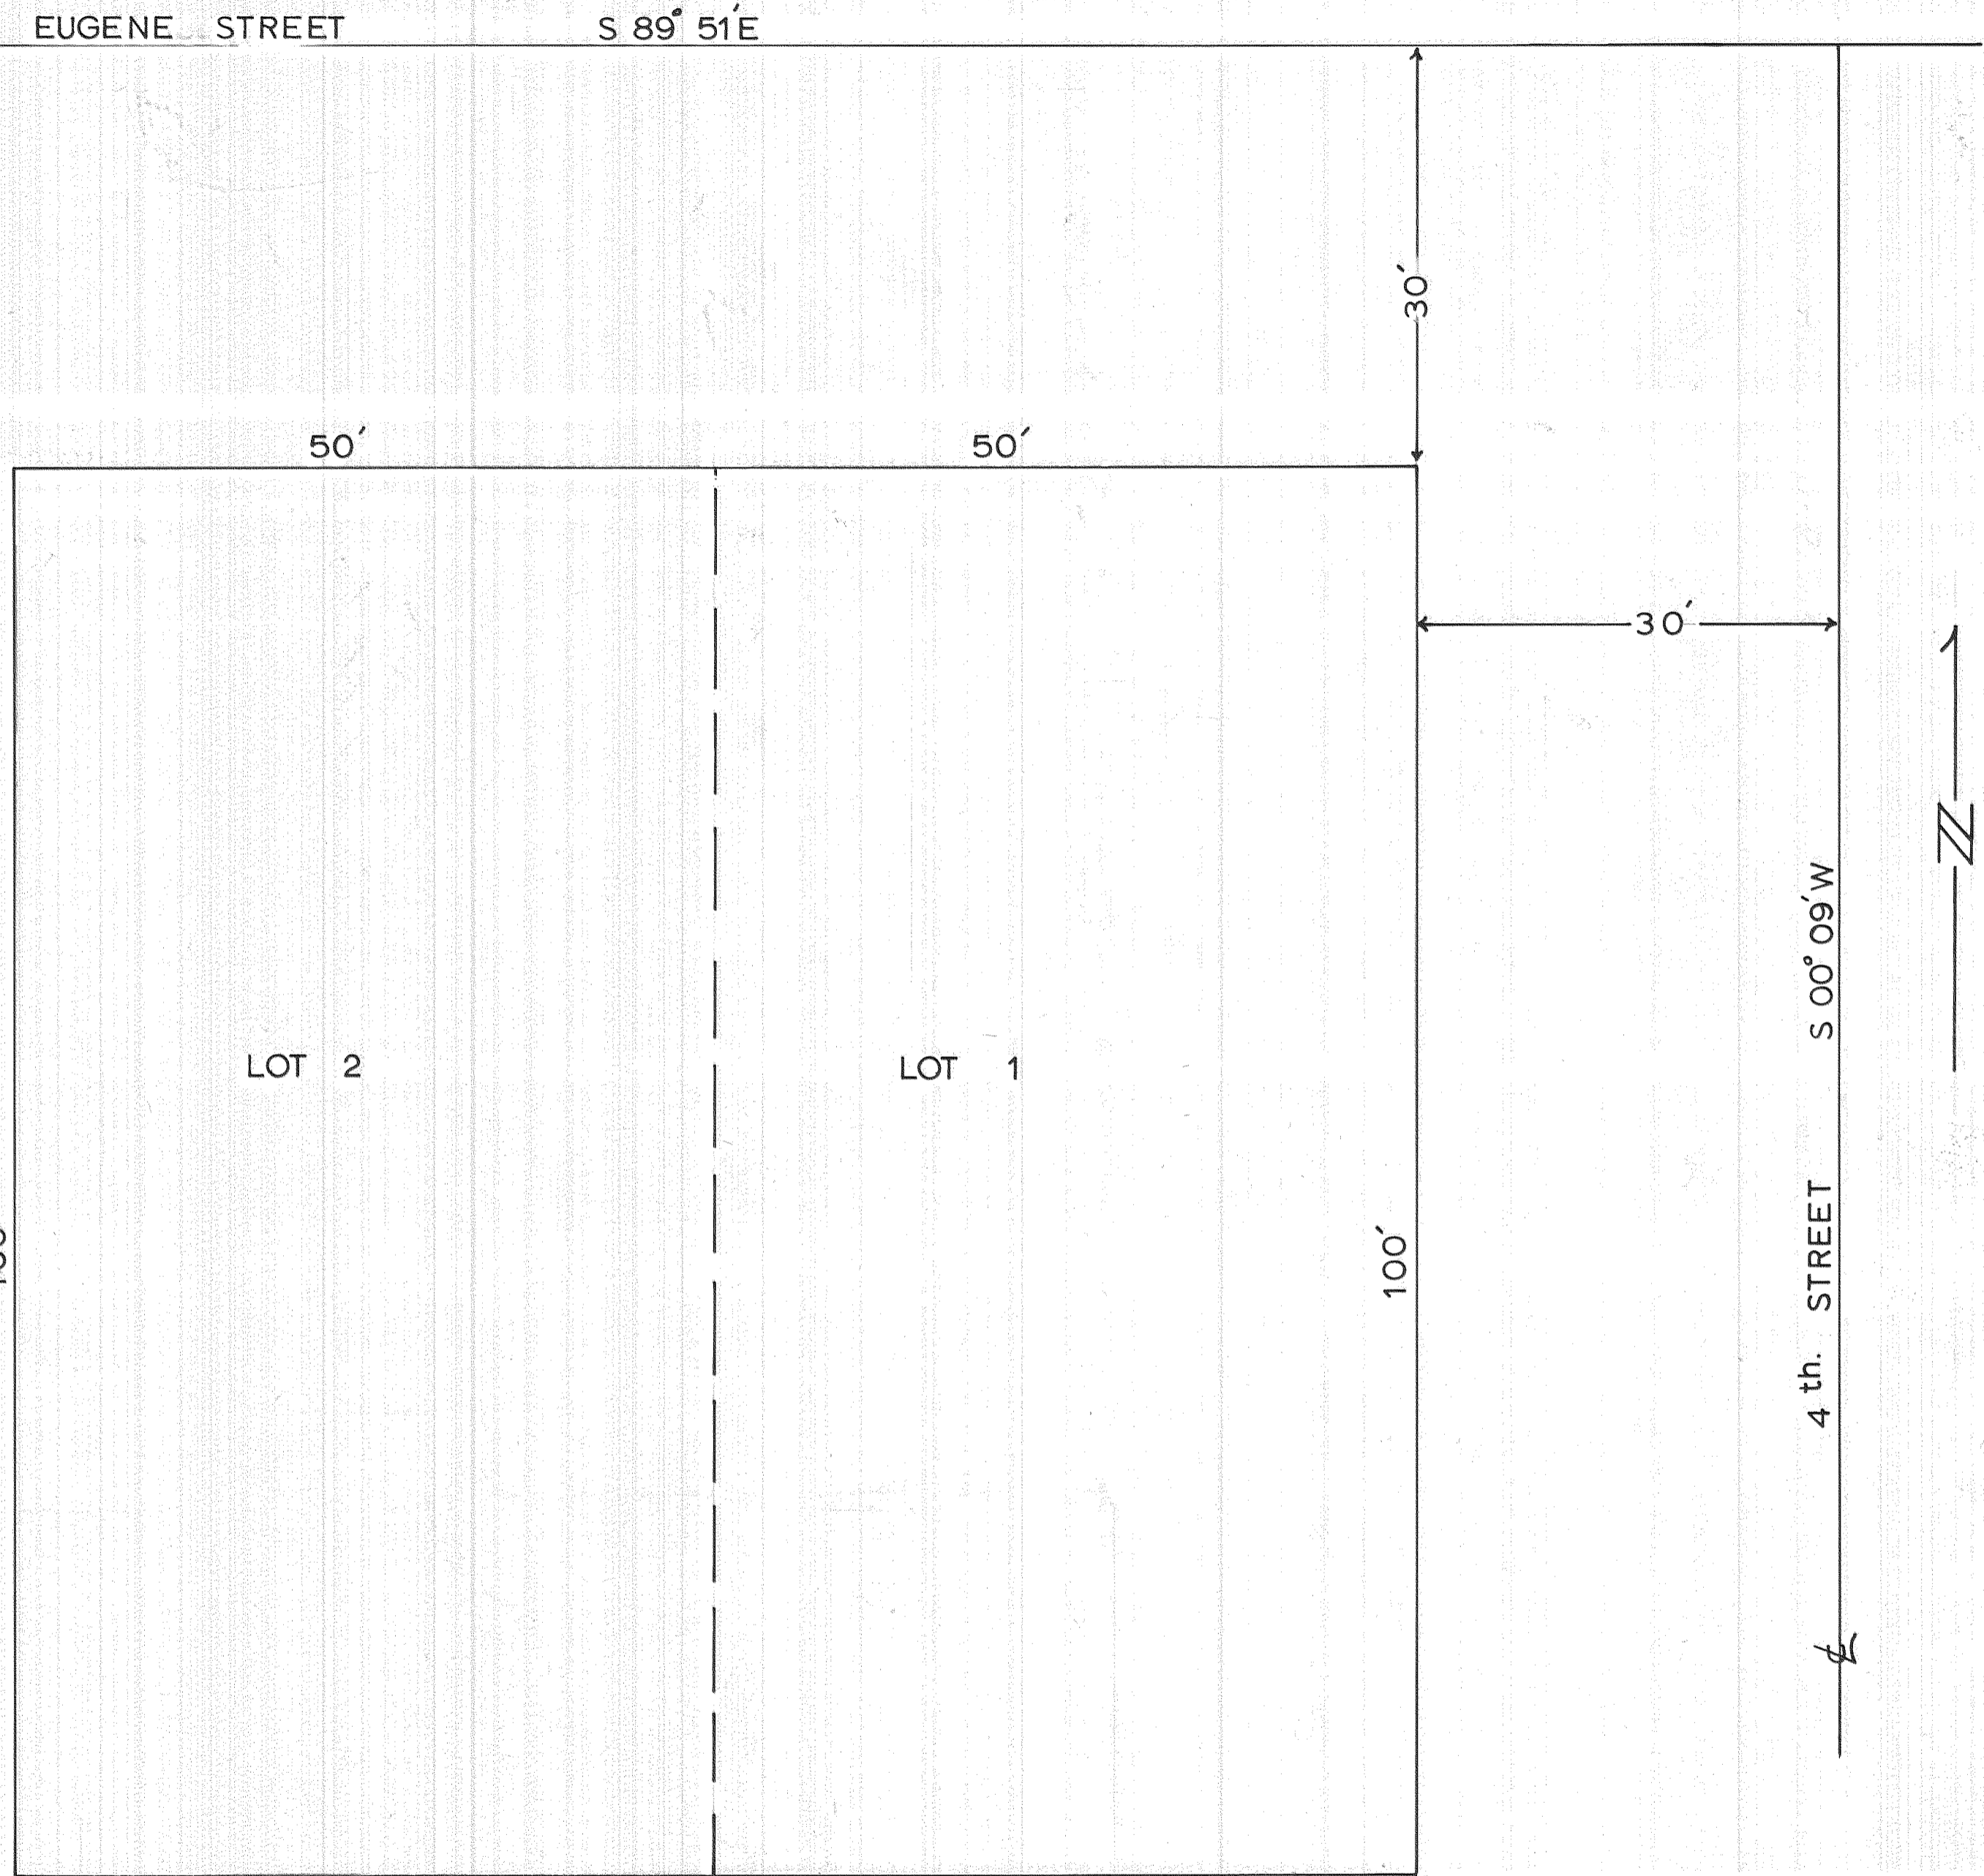 EUGENE STREET S 89° 51' E
30'
50' 50'
30'
N
S 00° 09' W
LOT 2 LOT 1
4 th. STREET
100'
℄